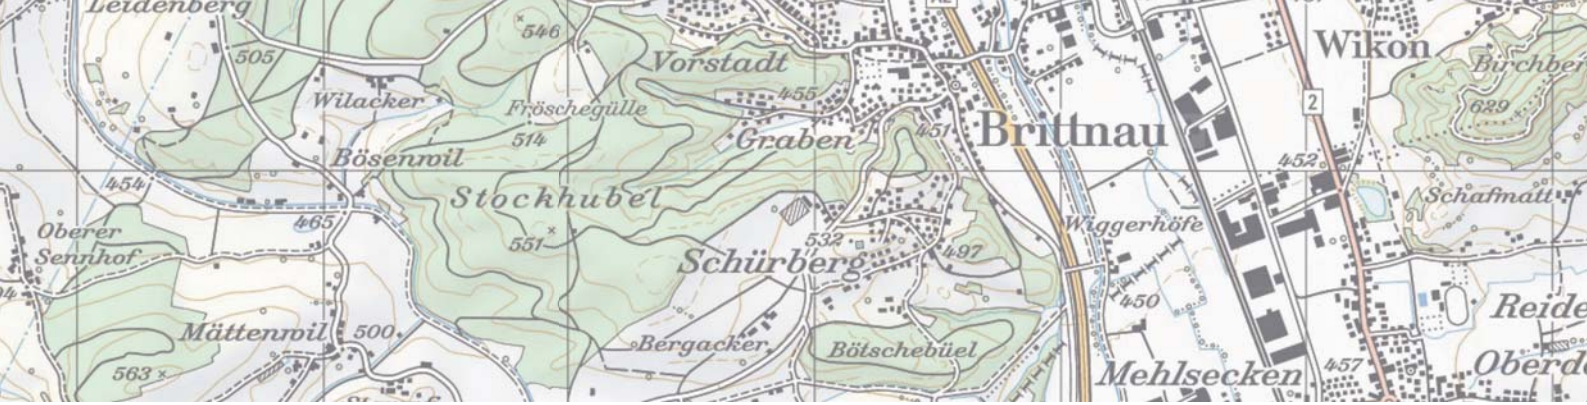 Leidenberg
546
505
Vorstadt
Wikon
Birchber
Wilacker
Fröschegülle
455
2
629
514
Graben
451
Brittnau
Bösenwil
452
454
Stockhubel
Schafmatt
465
Oberer
Sennhof
551
532
Wiggerhöfe
Schürberg
497
450
Reide
Mättenwil
500
Bergacker
Bötschebüel
563
Mehlsecken
457
Oberde